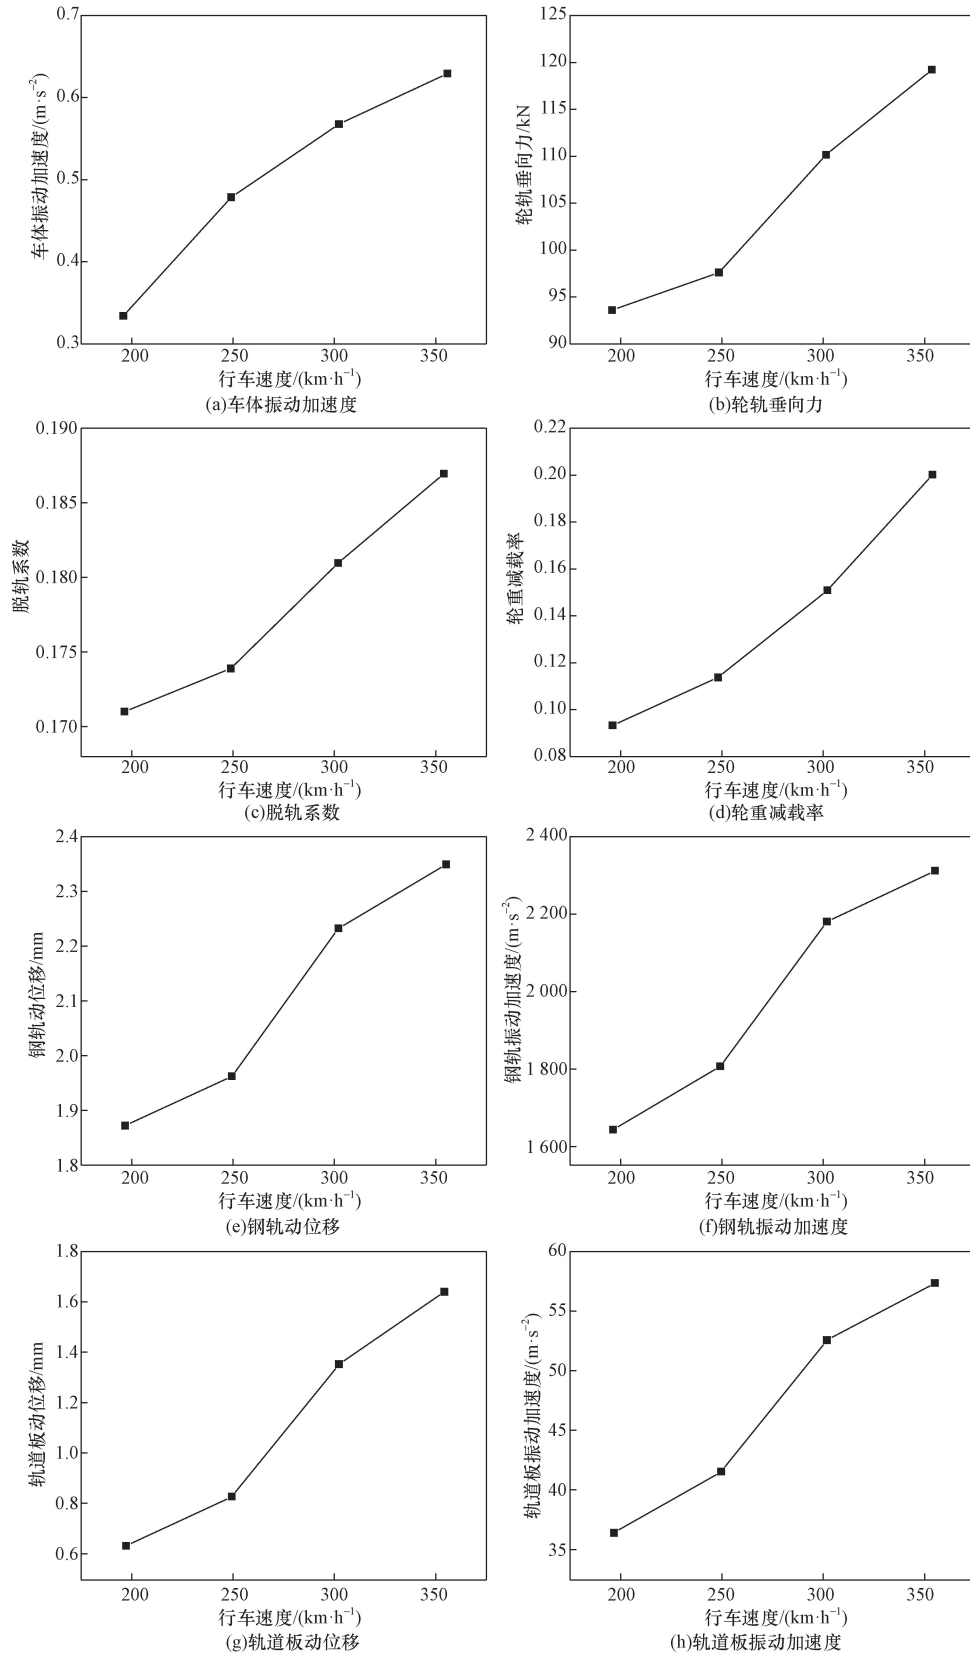 0.7
0.6
0.5
0.4
0.3
车体振动加速度/(m·s⁻²)
200 250 300 350
行车速度/(km·h⁻¹)
(a)车体振动加速度
125
120
115
110
105
100
95
90
轮轨垂向力/kN
200 250 300 350
行车速度/(km·h⁻¹)
(b)轮轨垂向力
0.190
0.185
0.180
0.175
0.170
脱轨系数
200 250 300 350
行车速度/(km·h⁻¹)
(c)脱轨系数
0.22
0.20
0.18
0.16
0.14
0.12
0.10
0.08
轮重减载率
200 250 300 350
行车速度/(km·h⁻¹)
(d)轮重减载率
2.4
2.3
2.2
2.1
2.0
1.9
1.8
钢轨动位移/mm
200 250 300 350
行车速度/(km·h⁻¹)
(e)钢轨动位移
2 400
2 200
2 000
1 800
1 600
钢轨振动加速度/(m·s⁻²)
200 250 300 350
行车速度/(km·h⁻¹)
(f)钢轨振动加速度
1.8
1.6
1.4
1.2
1.0
0.8
0.6
轨道板动位移/mm
200 250 300 350
行车速度/(km·h⁻¹)
(g)轨道板动位移
60
55
50
45
40
35
轨道板振动加速度/(m·s⁻²)
200 250 300 350
行车速度/(km·h⁻¹)
(h)轨道板振动加速度